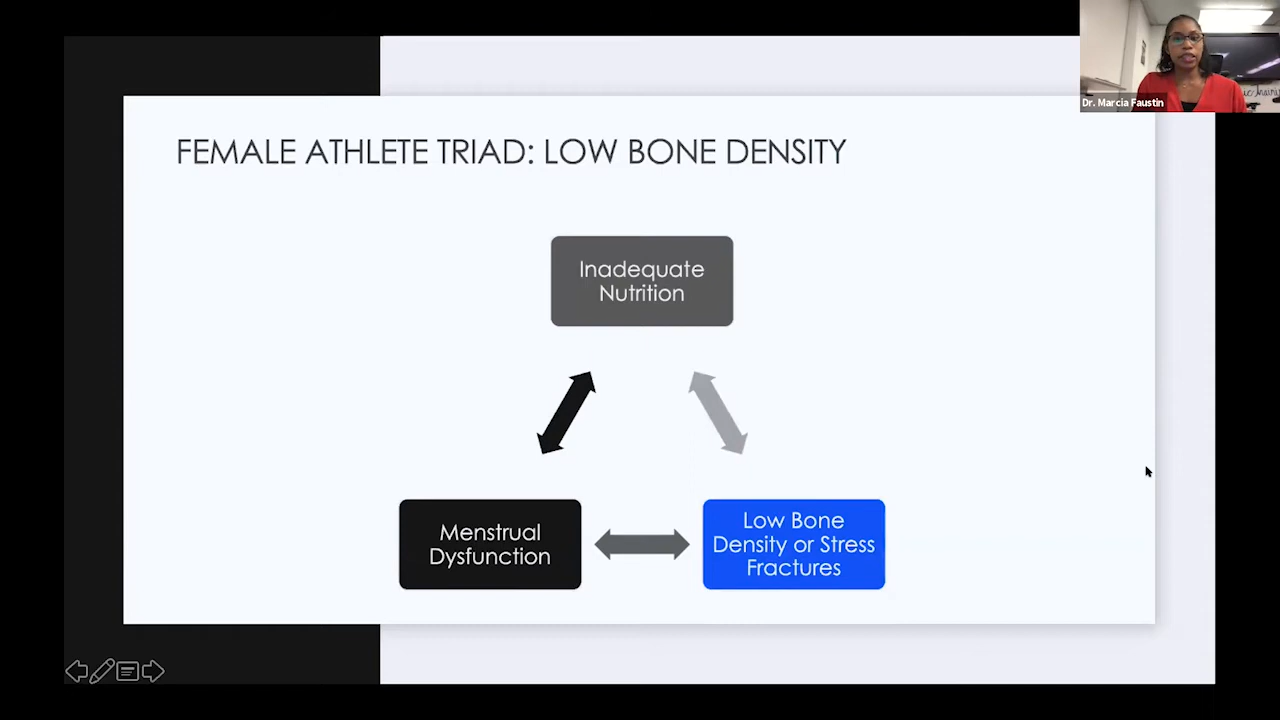 Dr. Marcia Faustin
FEMALE ATHLETE TRIAD: LOW BONE DENSITY
Inadequate
Nutrition
Menstrual
Dysfunction
Low Bone
Density or Stress
Fractures